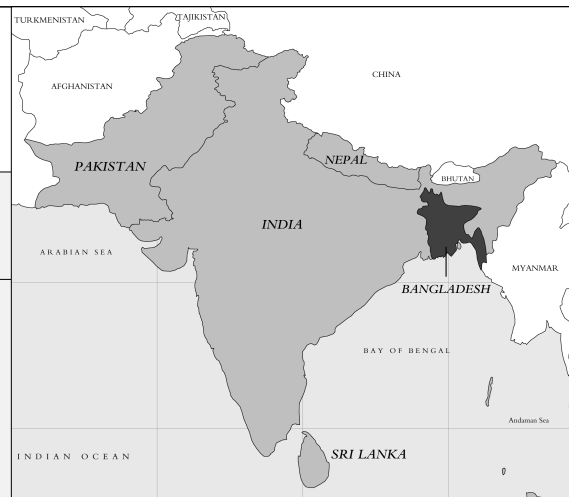 TURKMENISTAN
TAJIKISTAN
CHINA
AFGHANISTAN
PAKISTAN
NEPAL
BHUTAN
INDIA
ARABIAN SEA
MYANMAR
BANGLADESH
BAY OF BENGAL
Andaman Sea
SRI LANKA
INDIAN OCEAN